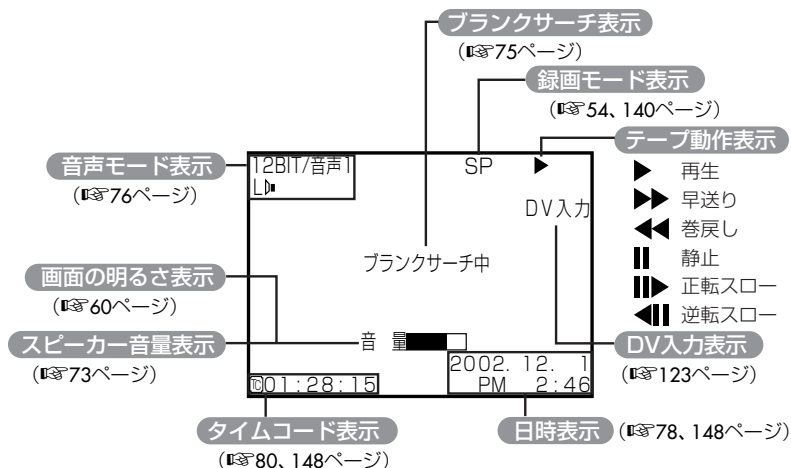 ブランクサーチ表示
(☞75ページ)
録画モード表示
(☞54、140ページ)
テープ動作表示
▶ 再生
▶▶ 早送り
◀◀ 巻戻し
❙❙ 静止
❙❙▶ 正転スロー
◀❙❙ 逆転スロー
音声モード表示
(☞76ページ)
12BIT/音声1
L
SP ▶
DV入力
ブランクサーチ中
画面の明るさ表示
(☞60ページ)
スピーカー音量表示
(☞73ページ)
音 量
TC01:28:15
2002. 12. 1
PM 2:46
DV入力表示
(☞123ページ)
タイムコード表示
(☞80、148ページ)
日時表示 (☞78、148ページ)